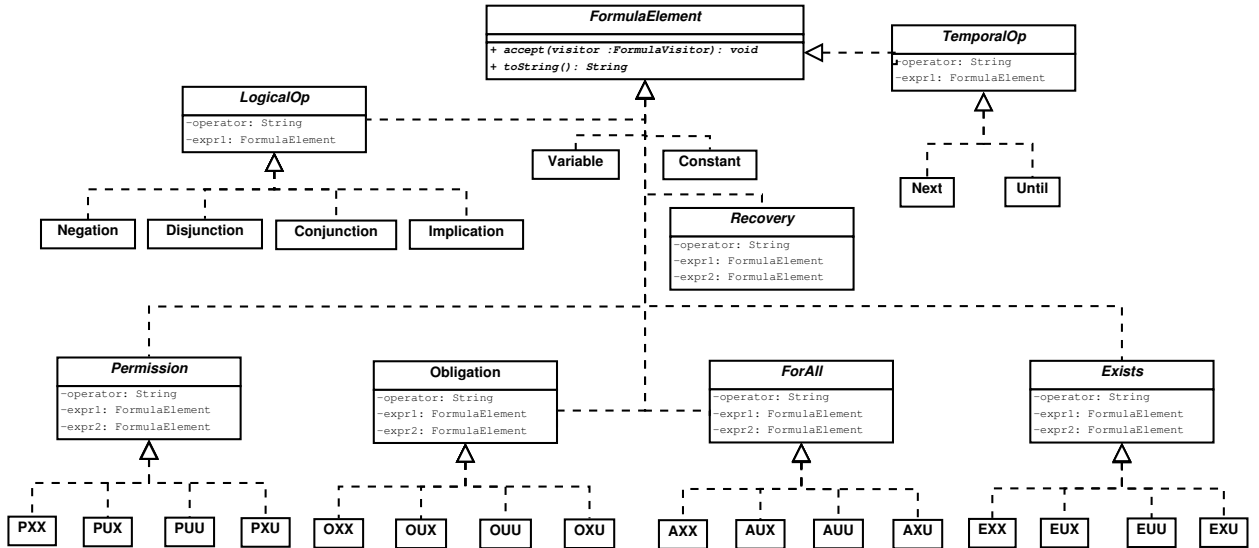 FormulaElement
+ accept(visitor :FormulaVisitor): void
+ toString(): String
TemporalOp
-operator: String
-expr1: FormulaElement
LogicalOp
-operator: String
-expr1: FormulaElement
Variable
Constant
Next
Until
Negation
Disjunction
Conjunction
Implication
Recovery
-operator: String
-expr1: FormulaElement
-expr2: FormulaElement
Permission
-operator: String
-expr1: FormulaElement
-expr2: FormulaElement
Obligation
-operator: String
-expr1: FormulaElement
-expr2: FormulaElement
ForAll
-operator: String
-expr1: FormulaElement
-expr2: FormulaElement
Exists
-operator: String
-expr1: FormulaElement
-expr2: FormulaElement
PXX
PUX
PUU
PXU
OXX
OUX
OUU
OXU
AXX
AUX
AUU
AXU
EXX
EUX
EUU
EXU